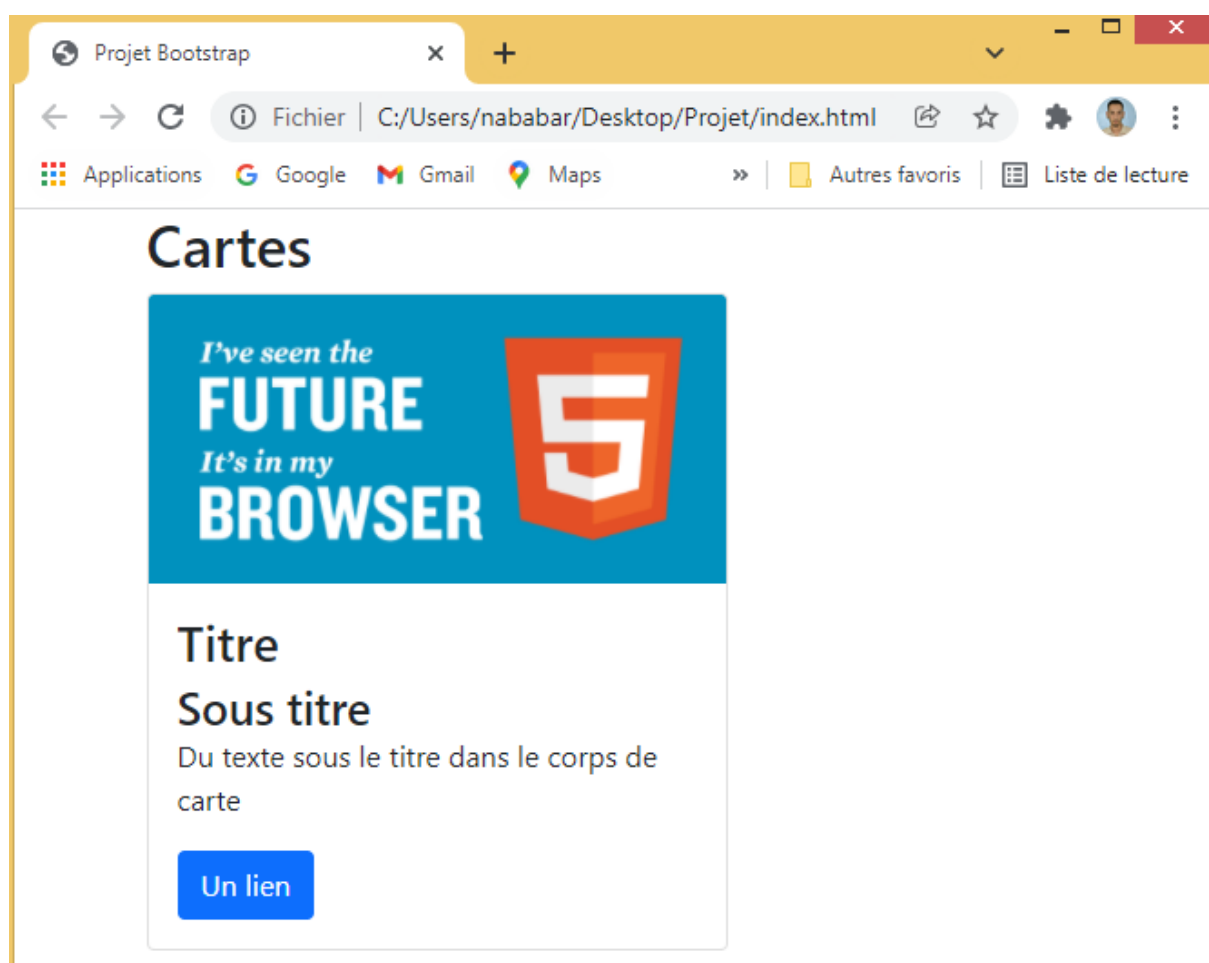 Projet Bootstrap
Fichier | C:/Users/nababar/Desktop/Projet/index.html
Applications G Google M Gmail Maps » Autres favoris Liste de lecture
Cartes
I've seen the
FUTURE
It's in my
BROWSER
5
Titre
Sous titre
Du texte sous le titre dans le corps de
carte
Un lien